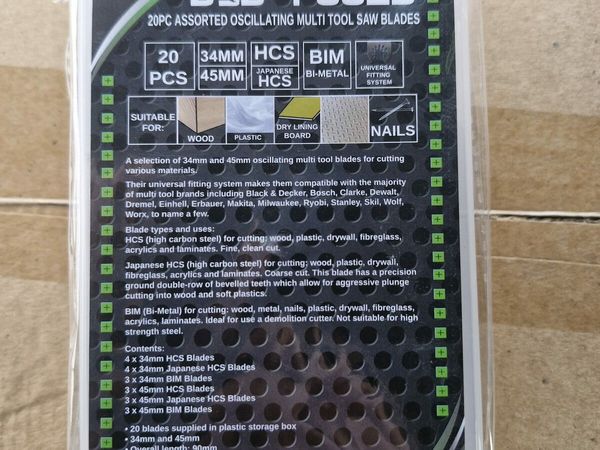 20PC ASSORTED OSCILLATING MULTI TOOL SAW BLADES
20 PCS
34MM
45MM
HCS
JAPANESE
HCS
BIM
BI-METAL
UNIVERSAL
FITTING
SYSTEM
SUITABLE
FOR:
WOOD
PLASTIC
DRY LINING
BOARD
NAILS
A selection of 34mm and 45mm oscillating multi tool blades for cutting
various materials.
Their universal fitting system makes them compatible with the majority
of multi tool brands including Black & Decker, Bosch, Clarke, Dewalt,
Dremel, Einhell, Erbauer, Makita, Milwaukee, Ryobi, Stanley, Skil, Wolf,
Worx, to name a few.
Blade types and uses:
HCS (high carbon steel) for cutting; wood, plastic, drywall, fibreglass,
acrylics and laminates. Fine, clean cut.
Japanese HCS (high carbon steel) for cutting; wood, plastic, drywall,
fibreglass, acrylics and laminates. Coarse cut. This blade has a precision
ground double-row of bevelled teeth which allow for aggressive plunge
cutting into wood and soft plastics.
BIM (Bi-Metal) for cutting: wood, metal, nails, plastic, drywall, fibreglass,
acrylics, laminates. Ideal for use a demolition cutter. Not suitable for high
strength steel.
Contents:
4 x 34mm HCS Blades
4 x 34mm Japanese HCS Blades
3 x 34mm BIM Blades
3 x 45mm HCS Blades
3 x 45mm Japanese HCS Blades
3 x 45mm BIM Blades
• 20 blades supplied in plastic storage box
• 34mm and 45mm
• Overall length: 90mm